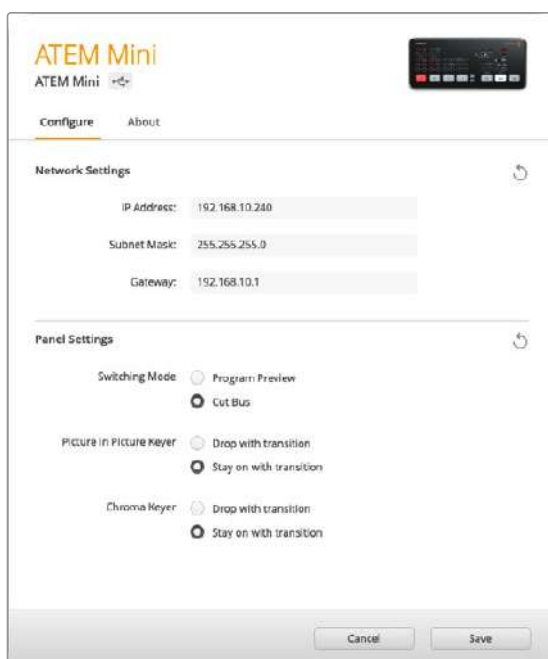 ATEM Mini
ATEM Mini
Configure About
Network Settings
IP Address: 192.168.10.240
Subnet Mask: 255.255.255.0
Gateway: 192.168.10.1
Panel Settings
Switching Mode Program Preview
Cut Bus
Picture In Picture Keyer Drop with transition
Stay on with transition
Chroma Keyer Drop with transition
Stay on with transition
Cancel Save